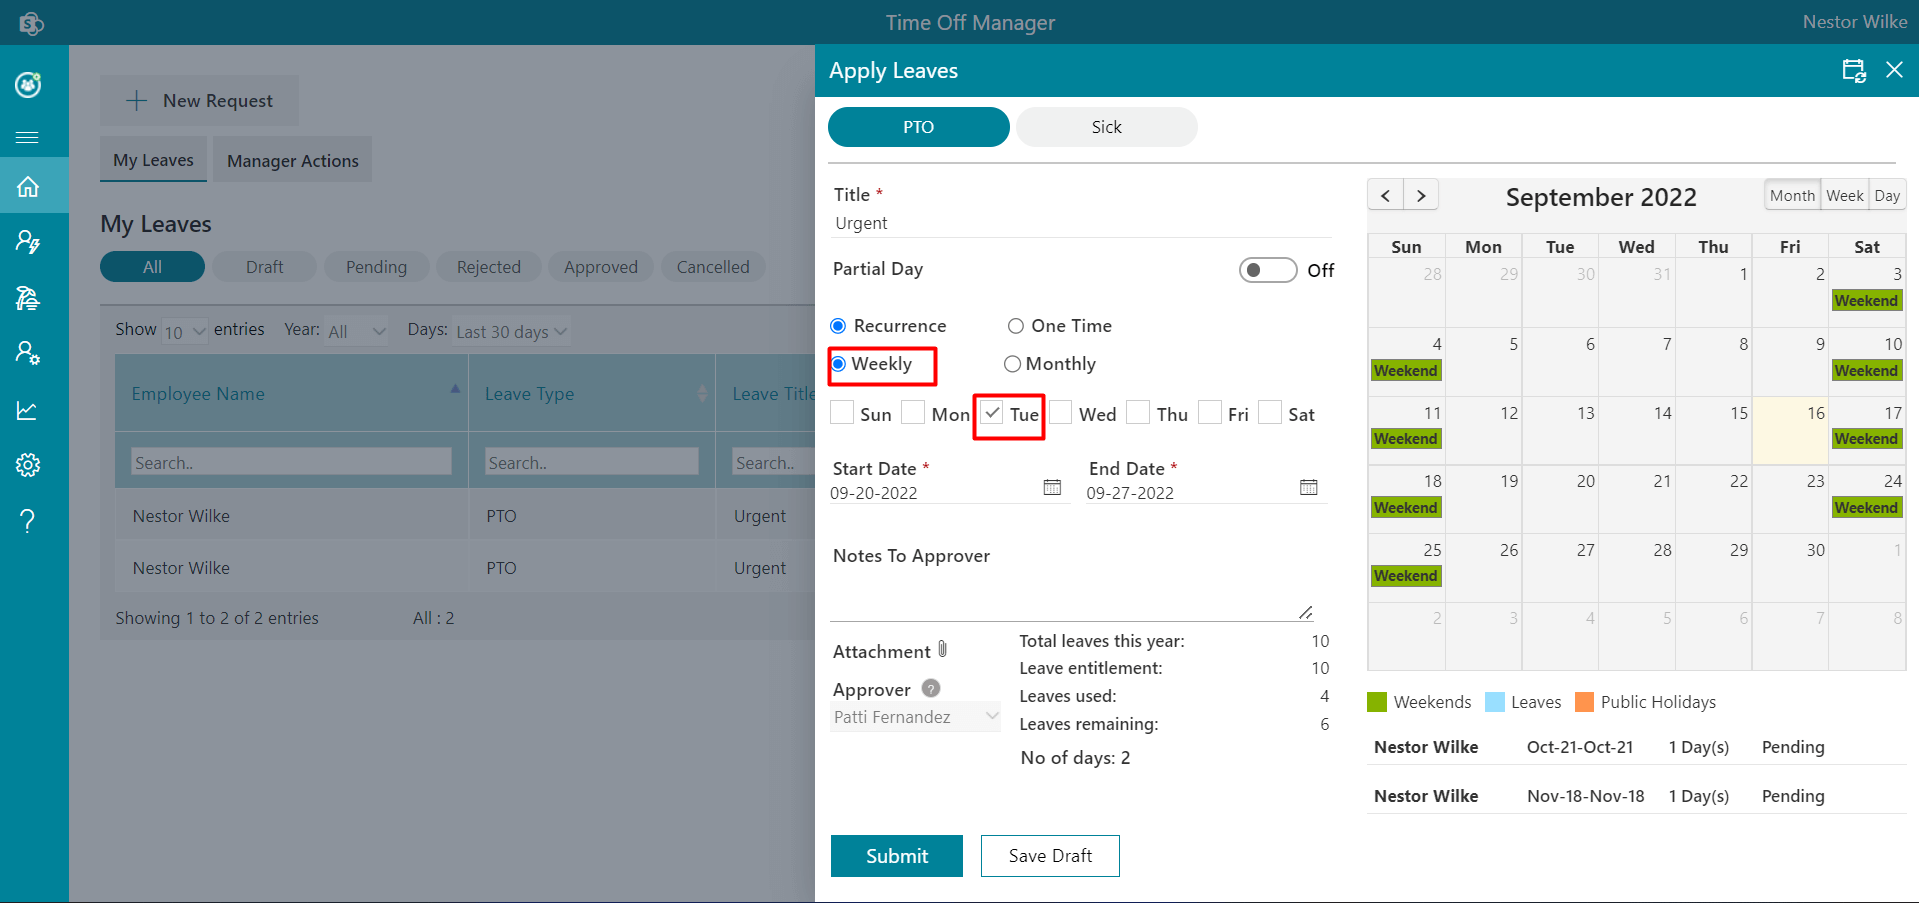 Time Off Manager
Nestor Wilke
New Request
My Leaves
Manager Actions
My Leaves
All Draft Pending Rejected Approved Cancelled
Show 10 entries Year: All Days: Last 30 days
Employee Name Leave Type Leave Title
Search.. Search.. Search..
Nestor Wilke PTO Urgent
Nestor Wilke PTO Urgent
Showing 1 to 2 of 2 entries All : 2
Apply Leaves
PTO Sick
Title *
Urgent
Partial Day Off
Recurrence One Time
Weekly Monthly
Sun Mon Tue Wed Thu Fri Sat
Start Date * End Date *
09-20-2022 09-27-2022
Notes To Approver
Attachment
Approver ?
Patti Fernandez
Total leaves this year: 10
Leave entitlement: 10
Leaves used: 4
Leaves remaining: 6
No of days: 2
Submit Save Draft
September 2022
Month Week Day
Sun Mon Tue Wed Thu Fri Sat
28 29 30 31 1 2 3
Weekend
4 5 6 7 8 9 10
Weekend Weekend
11 12 13 14 15 16 17
Weekend Weekend
18 19 20 21 22 23 24
Weekend Weekend
25 26 27 28 29 30 1
Weekend
2 3 4 5 6 7 8
Weekends Leaves Public Holidays
Nestor Wilke Oct-21-Oct-21 1 Day(s) Pending
Nestor Wilke Nov-18-Nov-18 1 Day(s) Pending